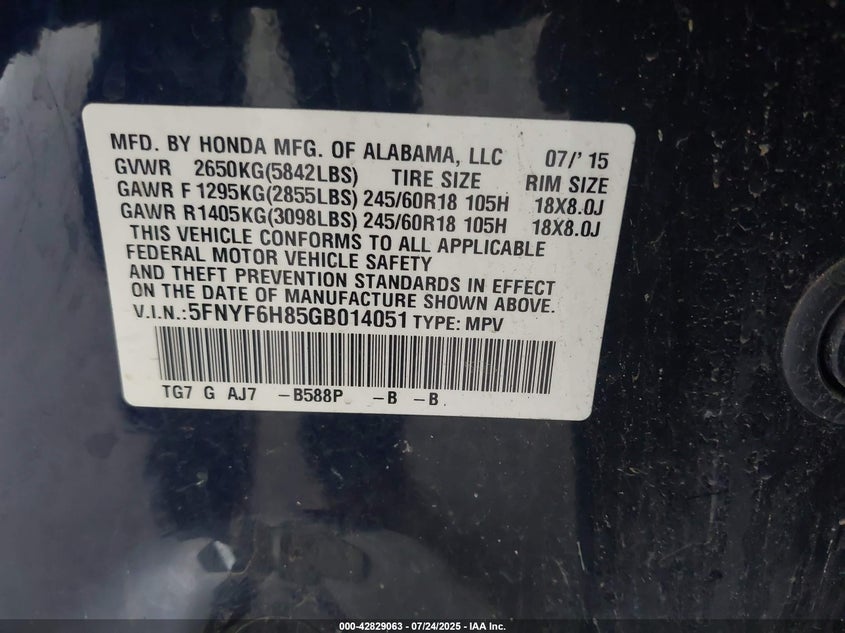 MFD. BY HONDA MFG. OF ALABAMA, LLC 07/' 15
GVWR 2650KG(5842LBS) TIRE SIZE RIM SIZE
GAWR F 1295KG(2855LBS) 245/60R18 105H 18X8.0J
GAWR R1405KG(3098LBS) 245/60R18 105H 18X8.0J
THIS VEHICLE CONFORMS TO ALL APPLICABLE
FEDERAL MOTOR VEHICLE SAFETY
AND THEFT PREVENTION STANDARDS IN EFFECT
ON THE DATE OF MANUFACTURE SHOWN ABOVE.
V.I.N.:5FNYF6H85GB014051 TYPE: MPV
TG7 G AJ7 -B588P -B -B
000-42829063 - 07/24/2025 - IAA Inc.